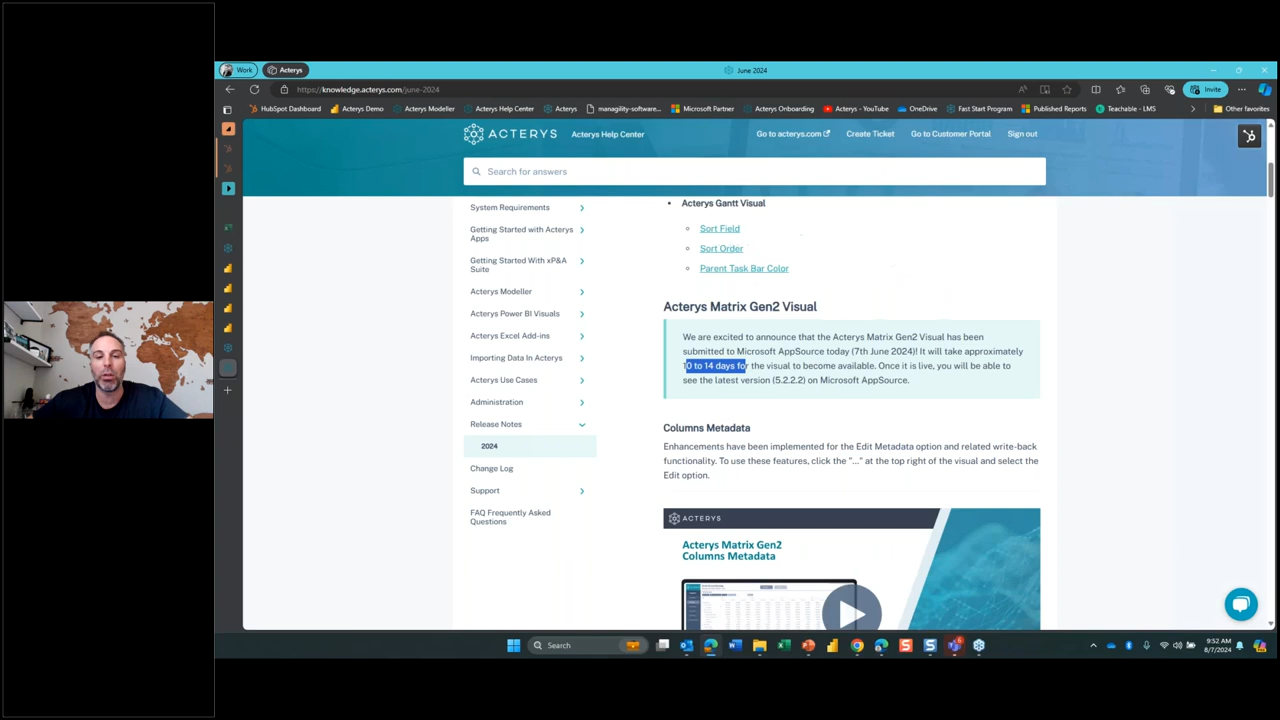 Work
Acterys
June 2024
https://knowledge.acterys.com/june-2024
Invite
HubSpot Dashboard
Acterys Demo
Acterys Modeller
Acterys Help Center
Acterys
managility-software...
Microsoft Partner
Acterys Onboarding
Acterys - YouTube
OneDrive
Fast Start Program
Published Reports
Teachable - LMS
Other favorites
ACTERYS
Acterys Help Center
Go to acterys.com
Create Ticket
Go to Customer Portal
Sign out
Search for answers
System Requirements
Getting Started with Acterys
Apps
Getting Started With xP&A
Suite
Acterys Modeller
Acterys Power BI Visuals
Acterys Excel Add-ins
Importing Data In Acterys
Acterys Use Cases
Administration
Release Notes
2024
Change Log
Support
FAQ Frequently Asked
Questions
• Acterys Gantt Visual
Sort Field
Sort Order
Parent Task Bar Color
Acterys Matrix Gen2 Visual
We are excited to announce that the Acterys Matrix Gen2 Visual has been
submitted to Microsoft AppSource today (7th June 2024)! It will take approximately
10 to 14 days for the visual to become available. Once it is live, you will be able to
see the latest version (5.2.2.2) on Microsoft AppSource.
Columns Metadata
Enhancements have been implemented for the Edit Metadata option and related write-back
functionality. To use these features, click the "..." at the top right of the visual and select the
Edit option.
ACTERYS
Acterys Matrix Gen2
Columns Metadata
Search
9:52 AM
8/7/2024